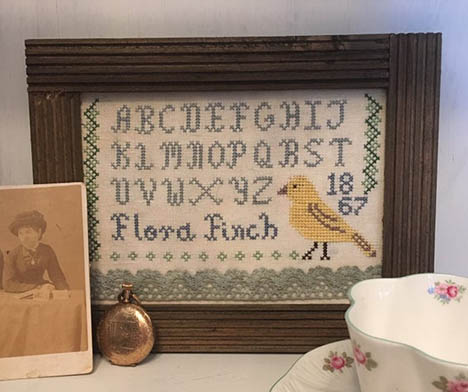 ABCDEFGHIJ
KLMNOPQRST
UVWXYZ
18
67
Flora Finch